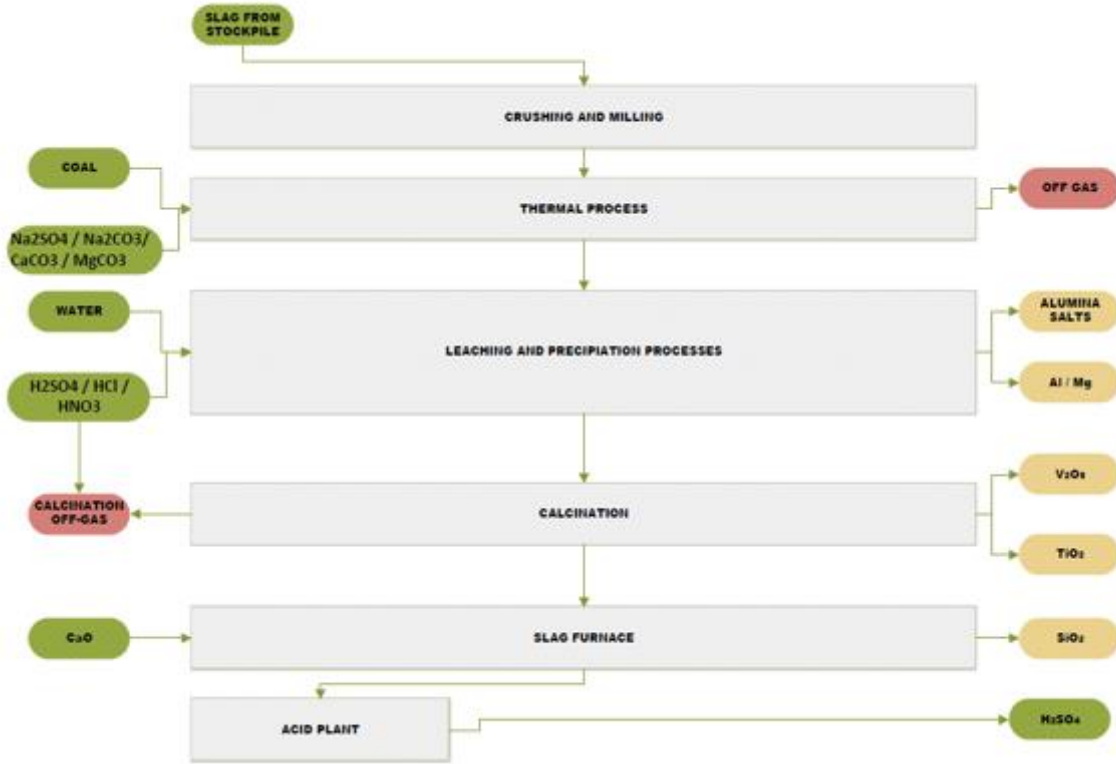 SLAG FROM
STOCKPILE
CRUSHING AND MILLING
COAL
THERMAL PROCESS
OFF GAS
Na2SO4 / Na2CO3/
CaCO3 / MgCO3
WATER
LEACHING AND PRECIPIATION PROCESSES
ALUMINA
SALTS
H2SO4 / HCl /
HNO3
Al / Mg
CALCINATION
OFF-GAS
CALCINATION
V₂O₅
TiO₂
CaO
SLAG FURNACE
SiO₂
ACID PLANT
H₂SO₄